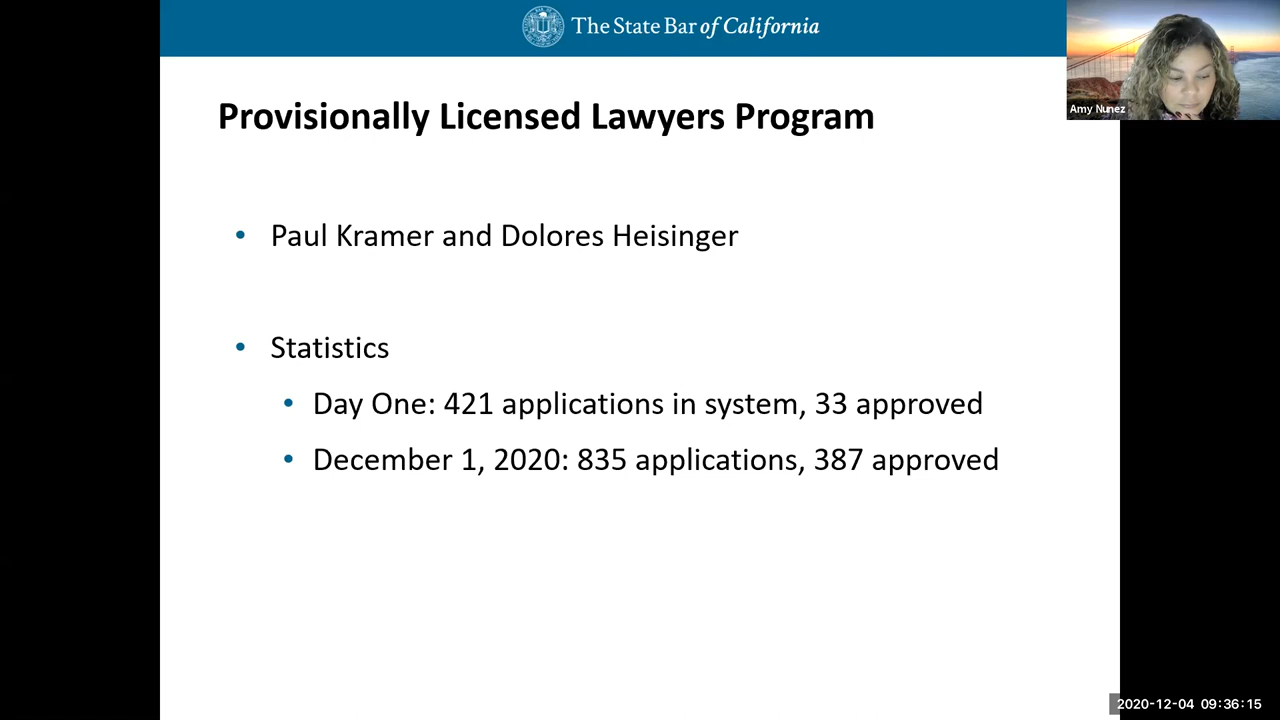 The State Bar of California
Amy Nunez
Provisionally Licensed Lawyers Program
• Paul Kramer and Dolores Heisinger
• Statistics
• Day One: 421 applications in system, 33 approved
• December 1, 2020: 835 applications, 387 approved
2020-12-04 09:36:15